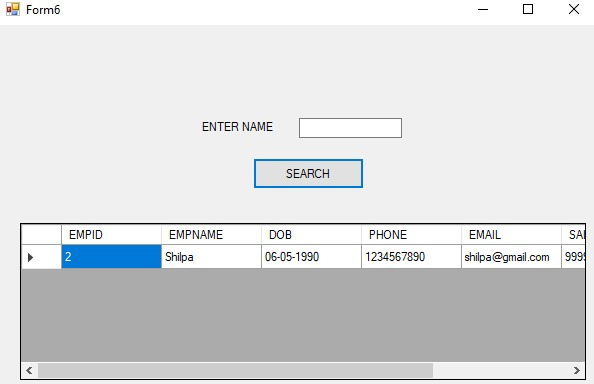 Form6
ENTER NAME
SEARCH
EMPID EMPNAME DOB PHONE EMAIL
2 Shilpa 06-05-1990 1234567890 shilpa@gmail.com